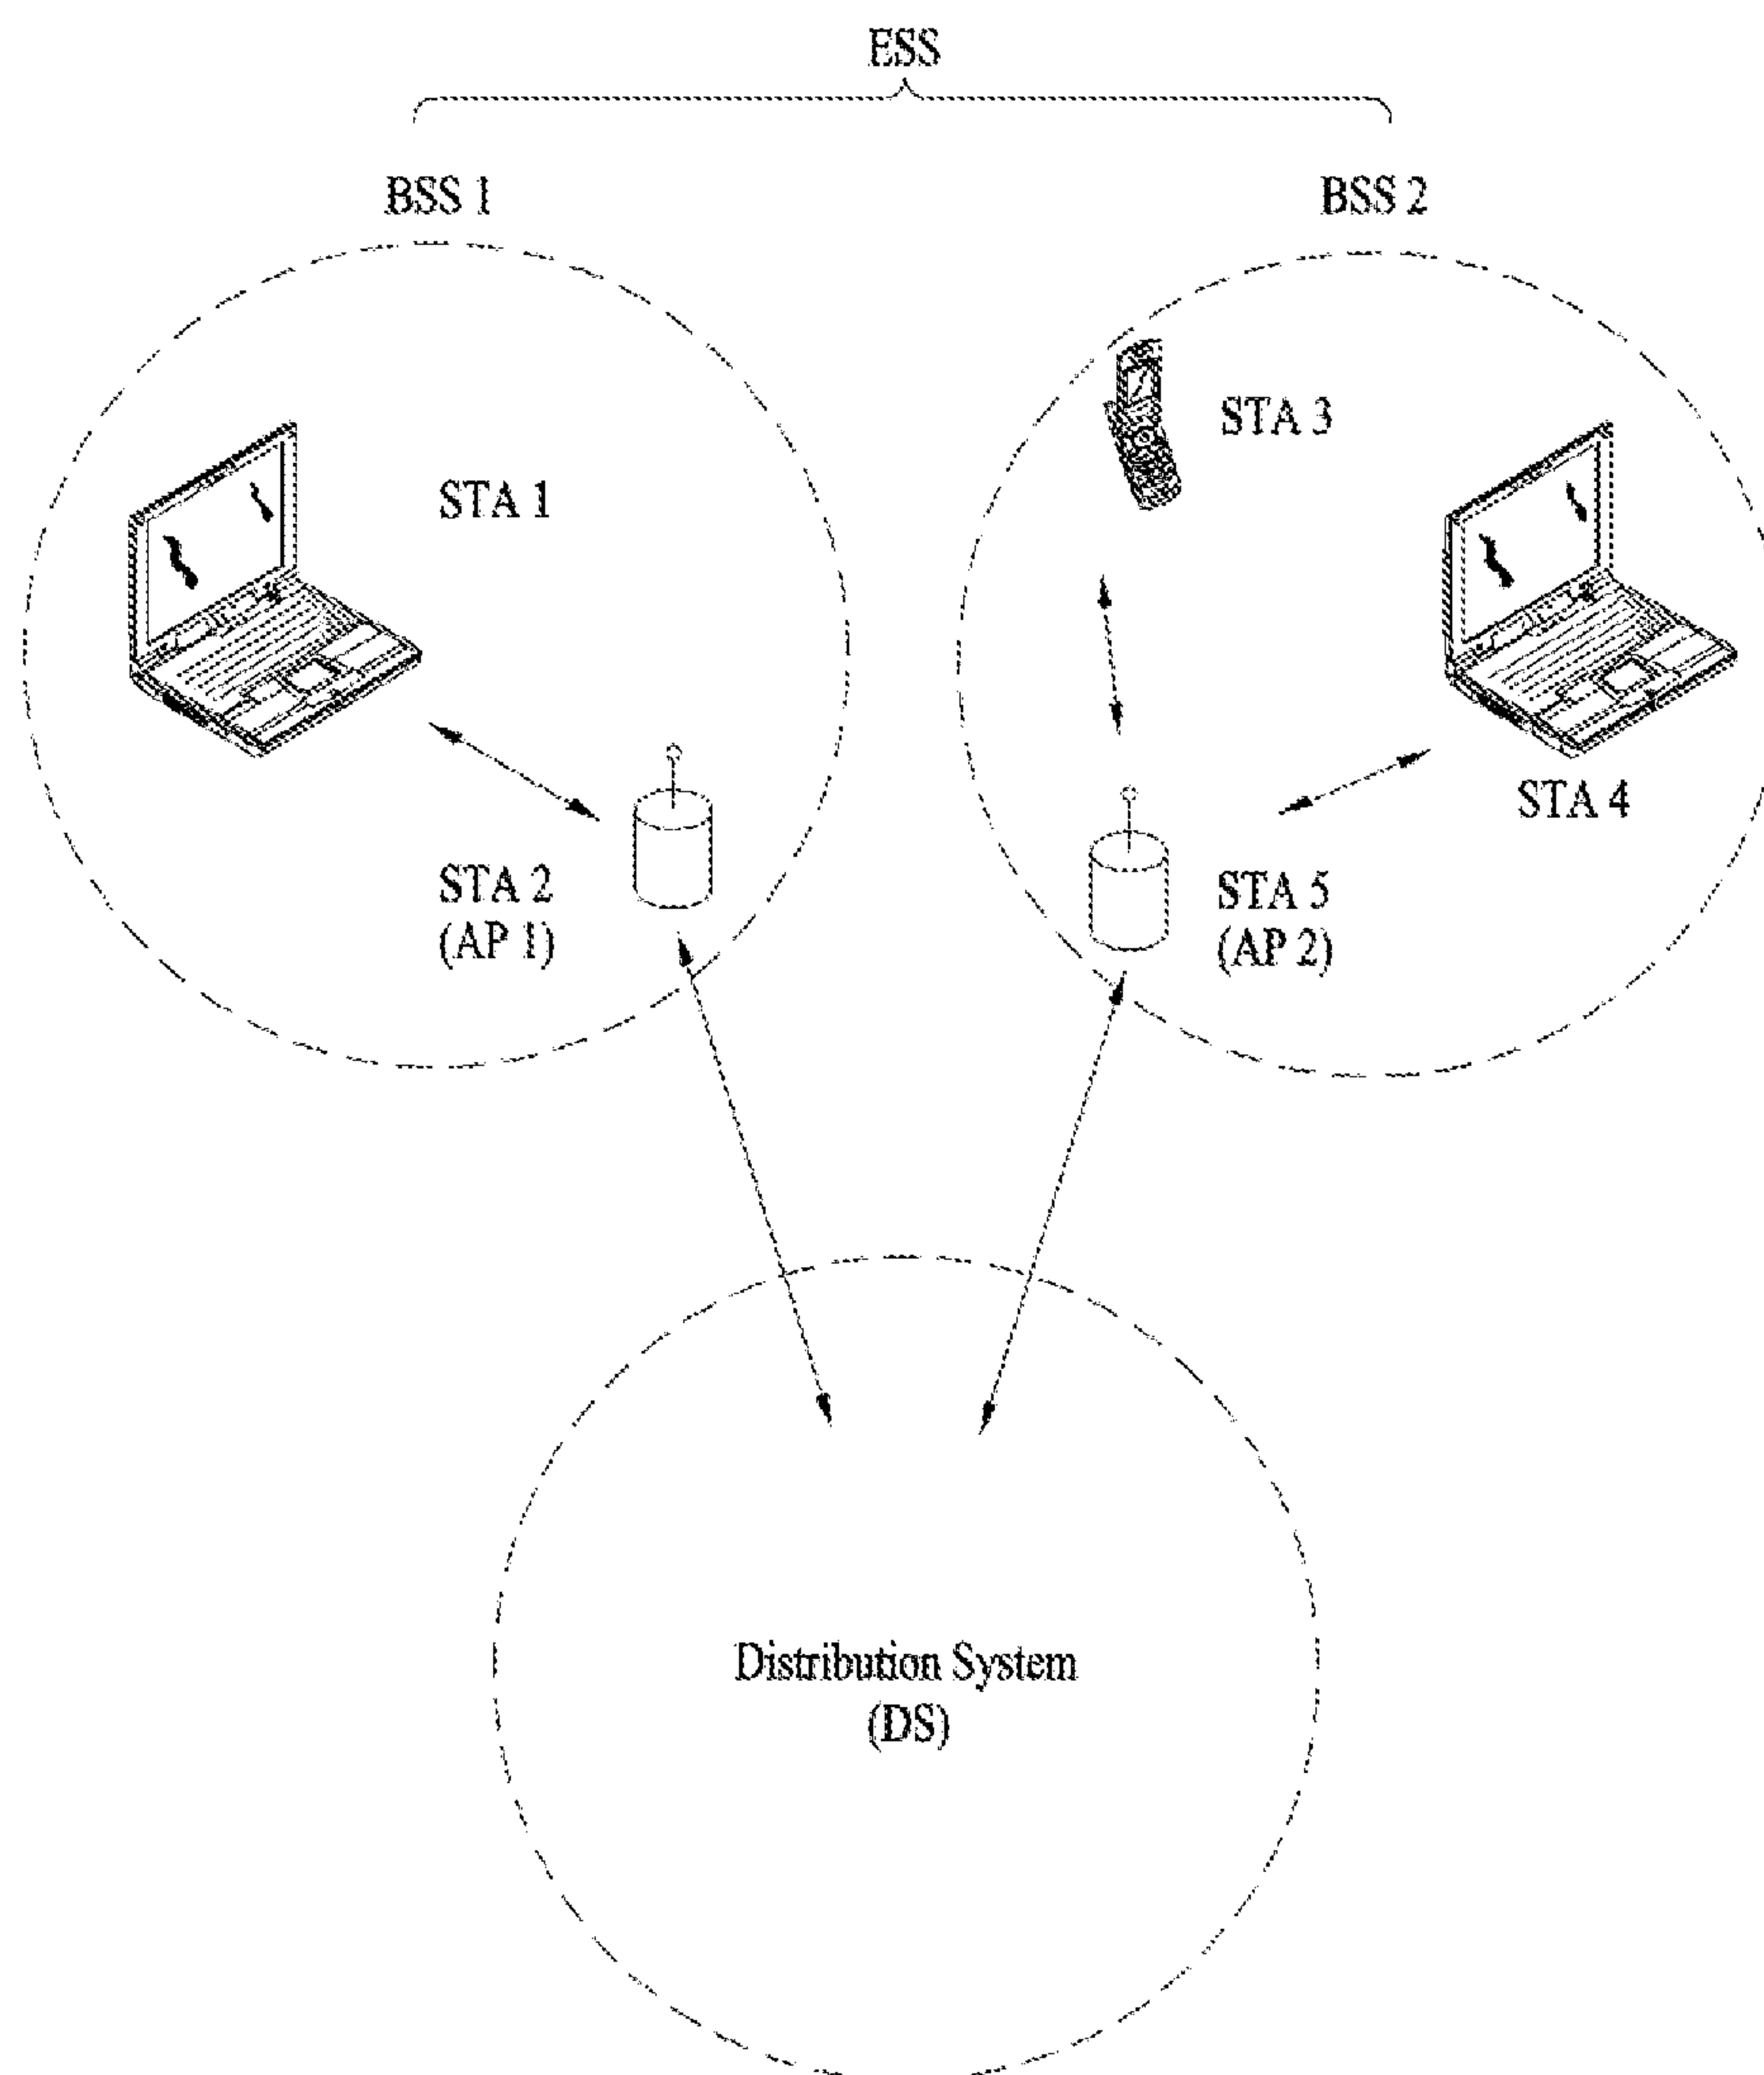 ESS
BSS 1
BSS 2
STA 1
STA 3
STA 4
STA 2
(AP 1)
STA 5
(AP 2)
Distribution System
(DS)